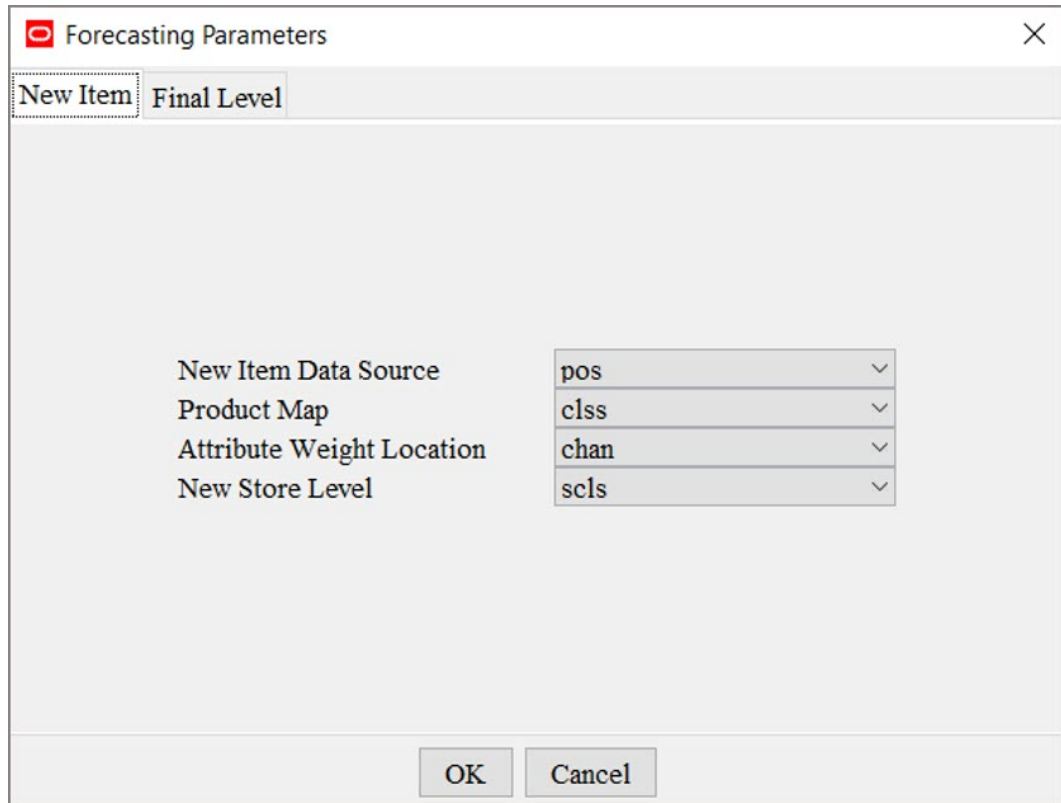 Forecasting Parameters
New Item Final Level
New Item Data Source pos
Product Map clss
Attribute Weight Location chan
New Store Level scls
OK Cancel